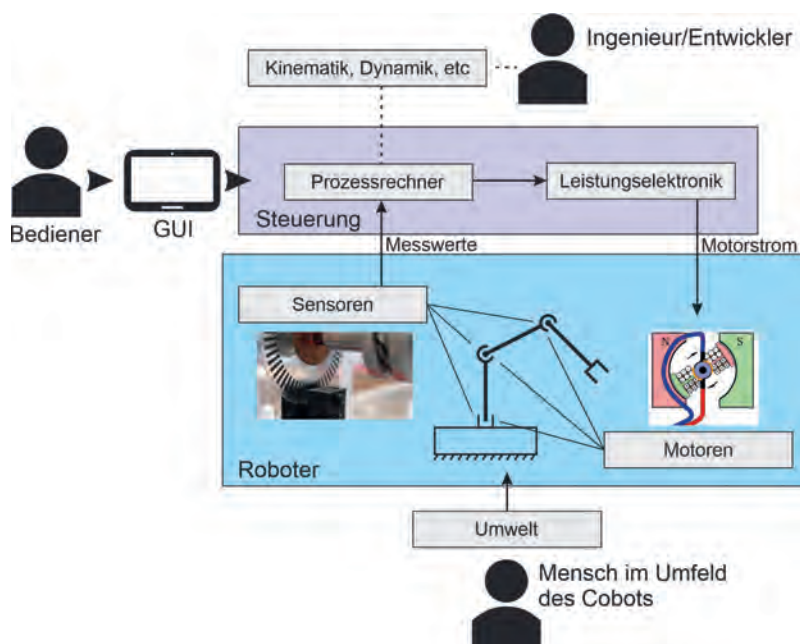 Ingenieur/Entwickler
Kinematik, Dynamik, etc
Prozessrechner
Leistungselektronik
Steuerung
Bediener
GUI
Messwerte
Motorstrom
Sensoren
N
S
Motoren
Roboter
Umwelt
Mensch im Umfeld
des Cobots